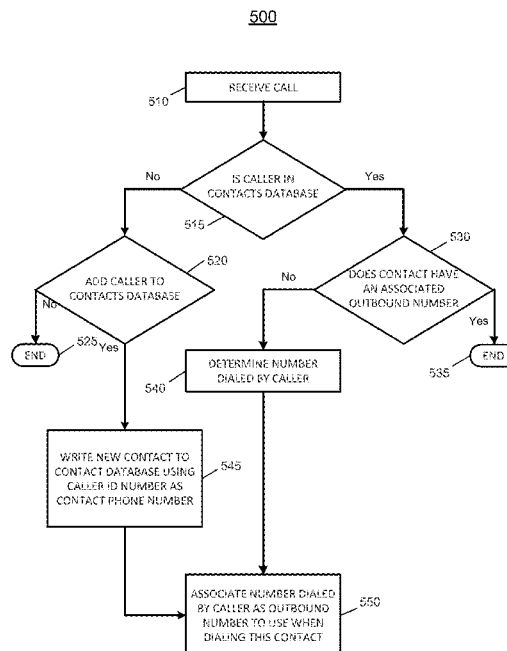 500
RECEIVE CALL
510
No
IS CALLER IN
CONTACTS DATABASE
Yes
515
520
ADD CALLER TO
CONTACTS DATABASE
No
END
525
Yes
530
DOES CONTACT HAVE
AN ASSOCIATED
OUTBOUND NUMBER
No
Yes
END
535
DETERMINE NUMBER
DIALED BY CALLER
540
WRITE NEW CONTACT TO
CONTACT DATABASE USING
CALLER ID NUMBER AS
CONTACT PHONE NUMBER
545
ASSOCIATE NUMBER DIALED
BY CALLER AS OUTBOUND
NUMBER TO USE WHEN
DIALING THIS CONTACT
550